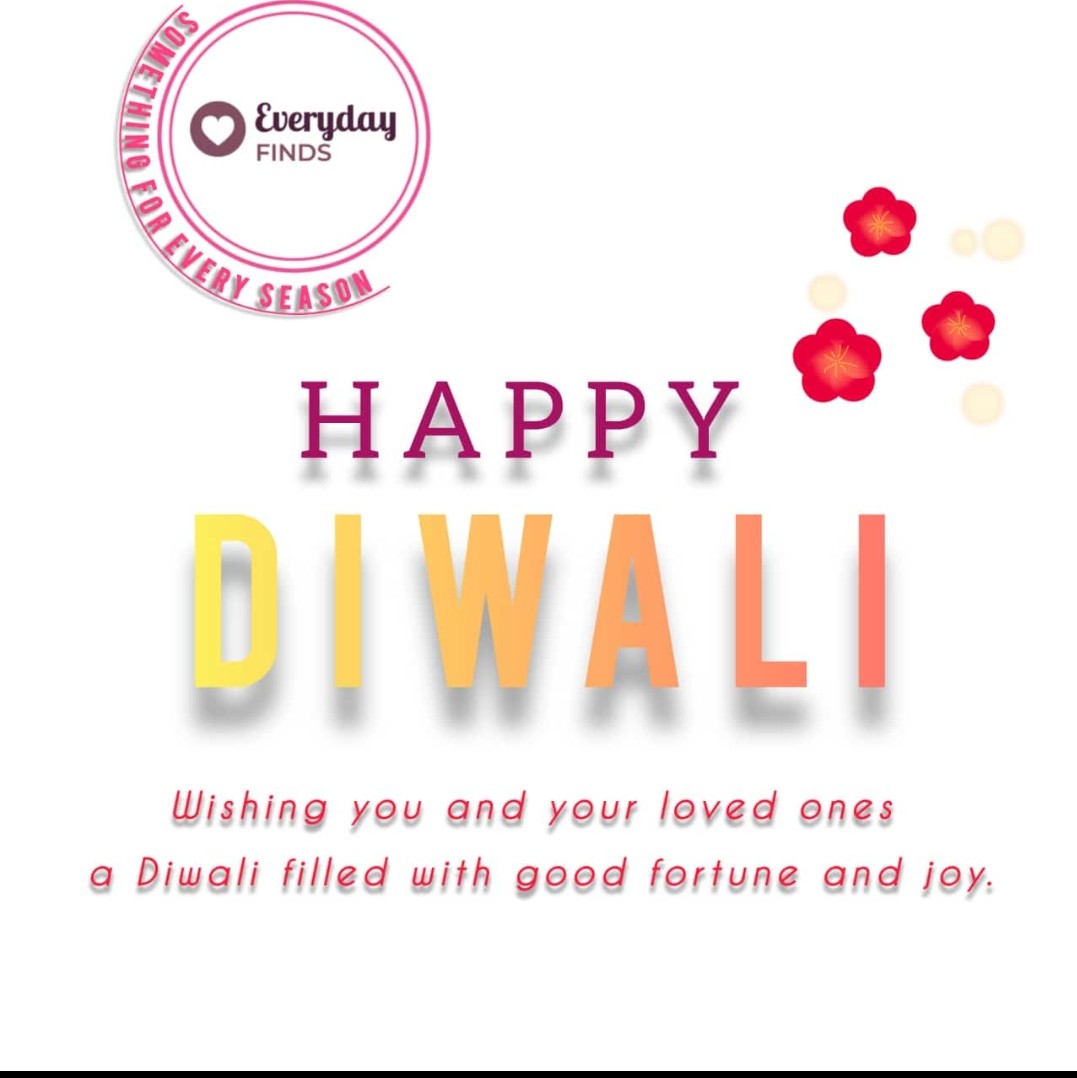 SOMETHING FOR EVERY SEASON
Everyday
FINDS
HAPPY
DIWALI
Wishing you and your loved ones
a Diwali filled with good fortune and joy.